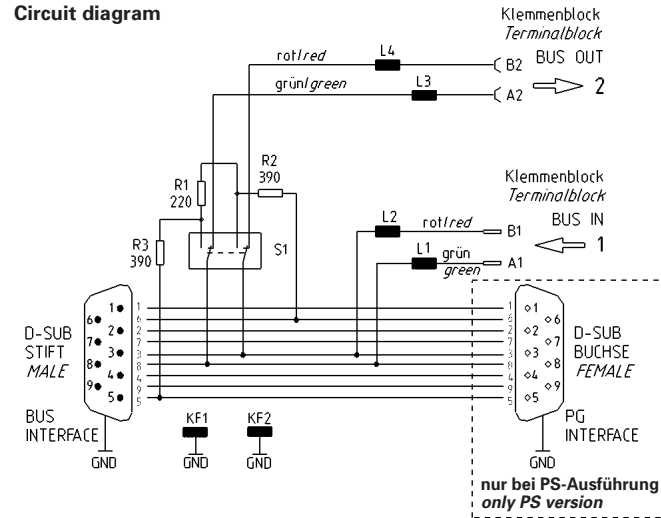 Circuit diagram
Klemmenblock
Terminalblock
BUS OUT
2
rot/red
L4
B2
grün/green
L3
A2
R2
390
R1
220
S1
R3
390
Klemmenblock
Terminalblock
BUS IN
1
L2
rot/red
B1
L1
grün
green
A1
D-SUB
STIFT
MALE
BUS
INTERFACE
1
6
2
7
3
8
4
9
5
1
6
2
7
3
8
4
9
5
1
6
2
7
3
8
4
9
5
1
6
2
7
3
8
4
9
5
D-SUB
BUCHSE
FEMALE
PG
INTERFACE
GND
KF1
GND
KF2
GND
GND
nur bei PS-Ausführung
only PS version